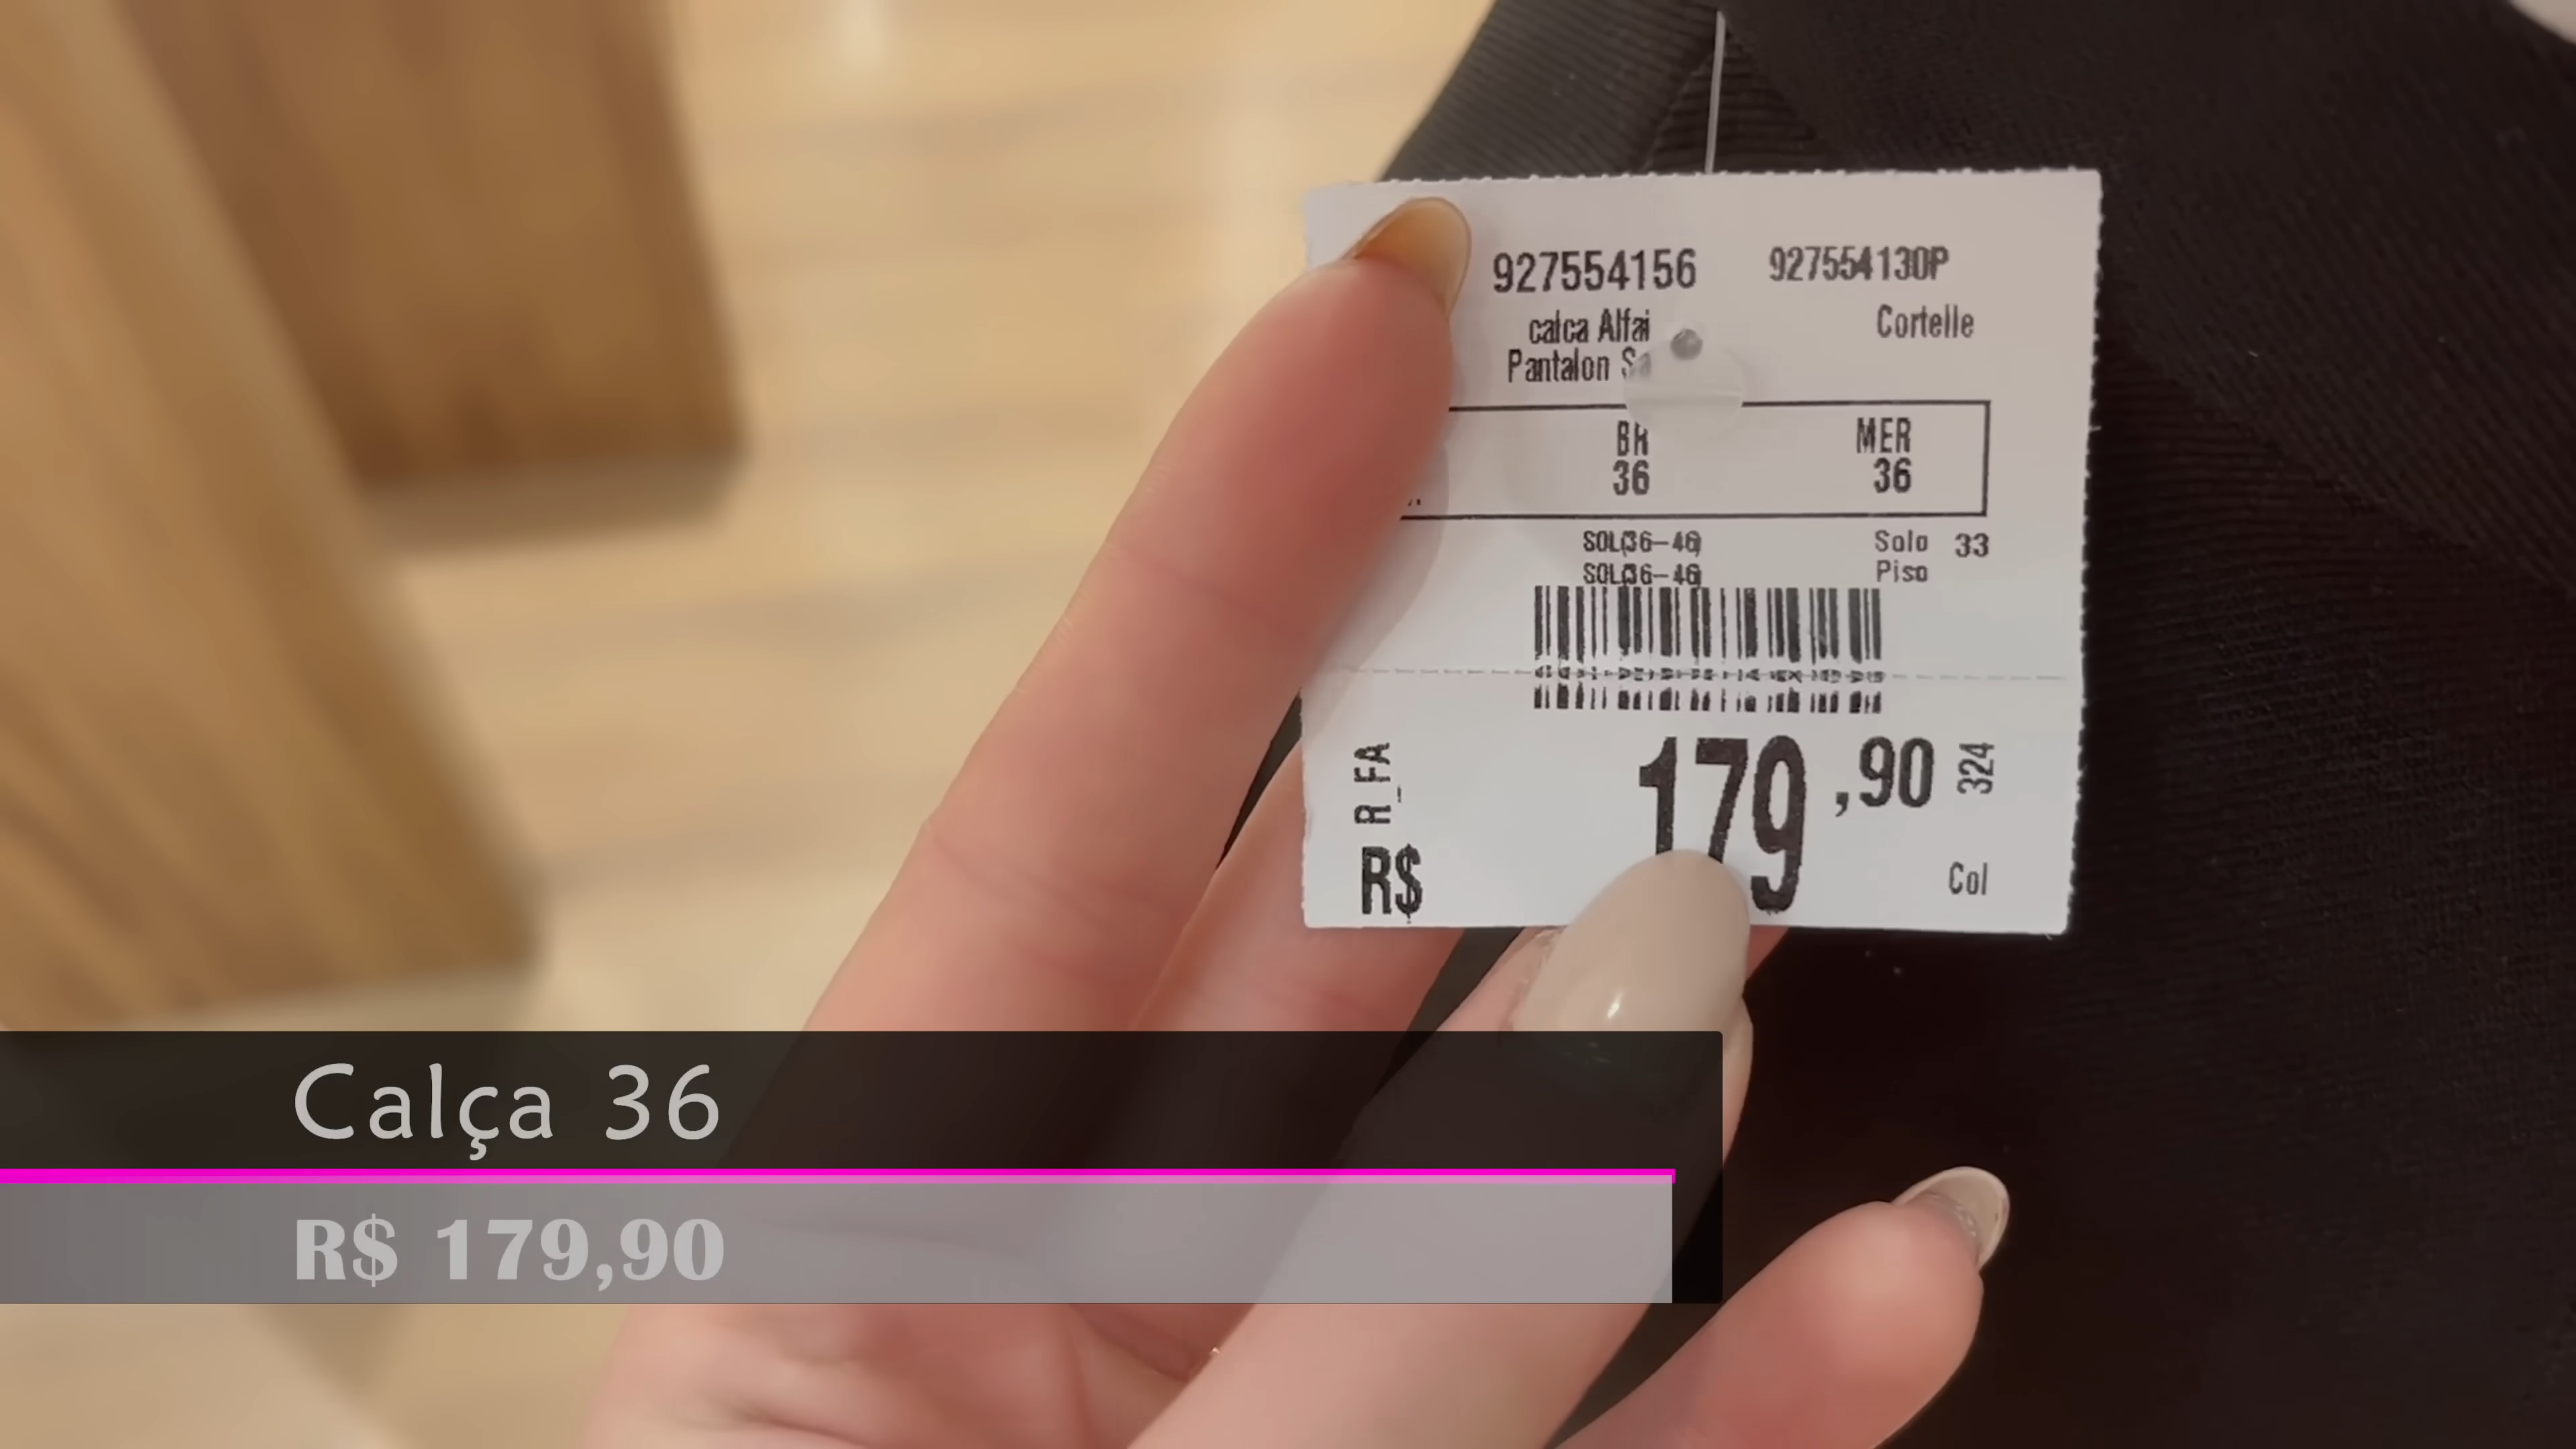 927554156 927554130P
calca Alfai Cortelle
Pantalon
BR MER
36 36
SOL(36-46) Sala 33
SOL(36-46) Piso
R_FA 179,90 324
R$ Col
Calça 36
R$ 179,90